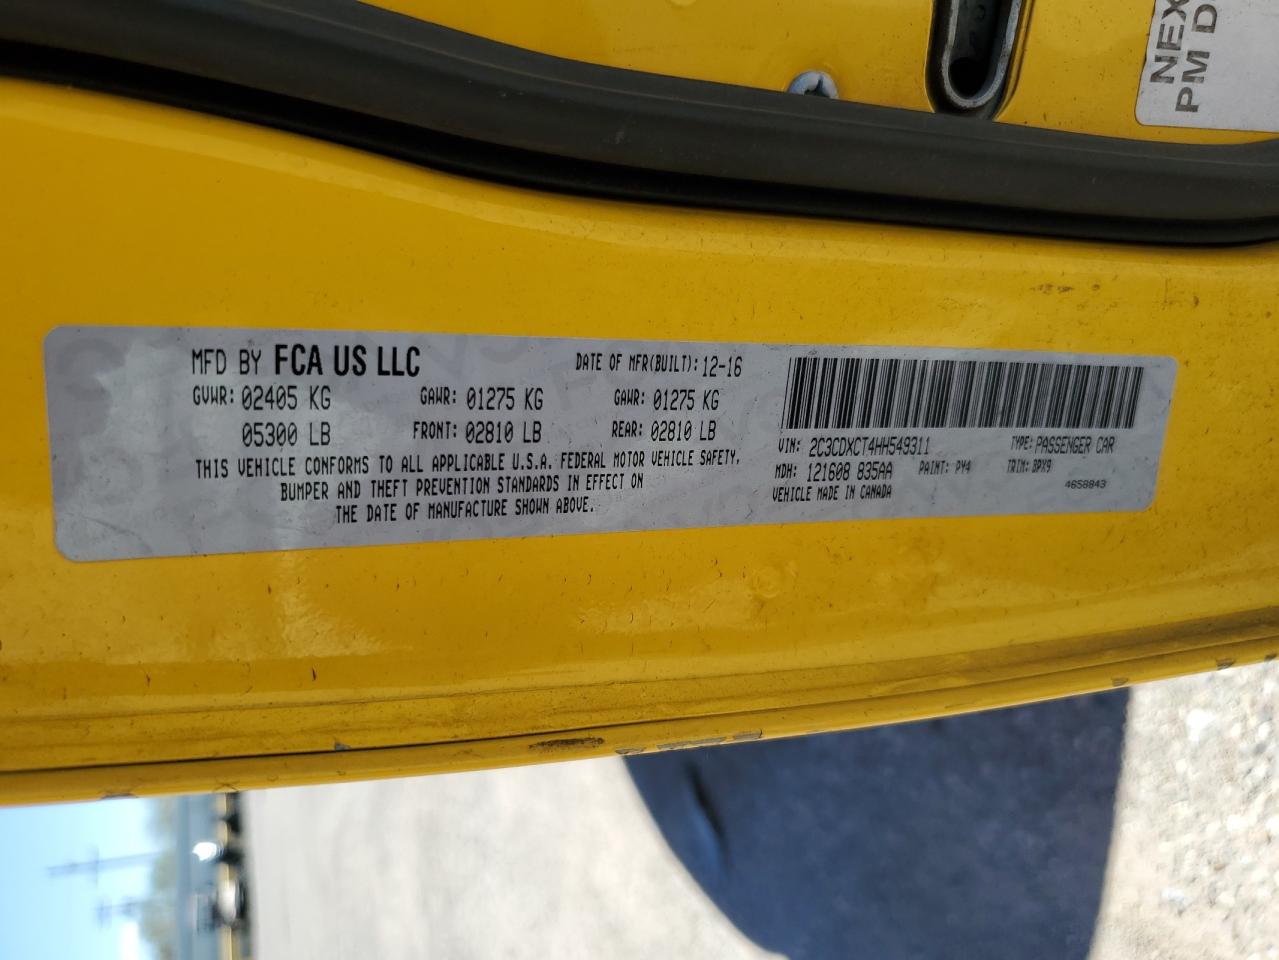 MFD BY FCA US LLC
DATE OF MFR(BUILT): 12-16
GVWR: 02405 KG GAWR: 01275 KG GAWR: 01275 KG
05300 LB FRONT: 02810 LB REAR: 02810 LB
THIS VEHICLE CONFORMS TO ALL APPLICABLE U.S.A. FEDERAL MOTOR VEHICLE SAFETY,
BUMPER AND THEFT PREVENTION STANDARDS IN EFFECT ON
THE DATE OF MANUFACTURE SHOWN ABOVE.
VIN: 2C3CDXCT4HH549311 TYPE: PASSENGER CAR
MDH: 121608 835AA PAINT: PY4 TRIM: BPX9
VEHICLE MADE IN CANADA 4658843
NEX
PM D